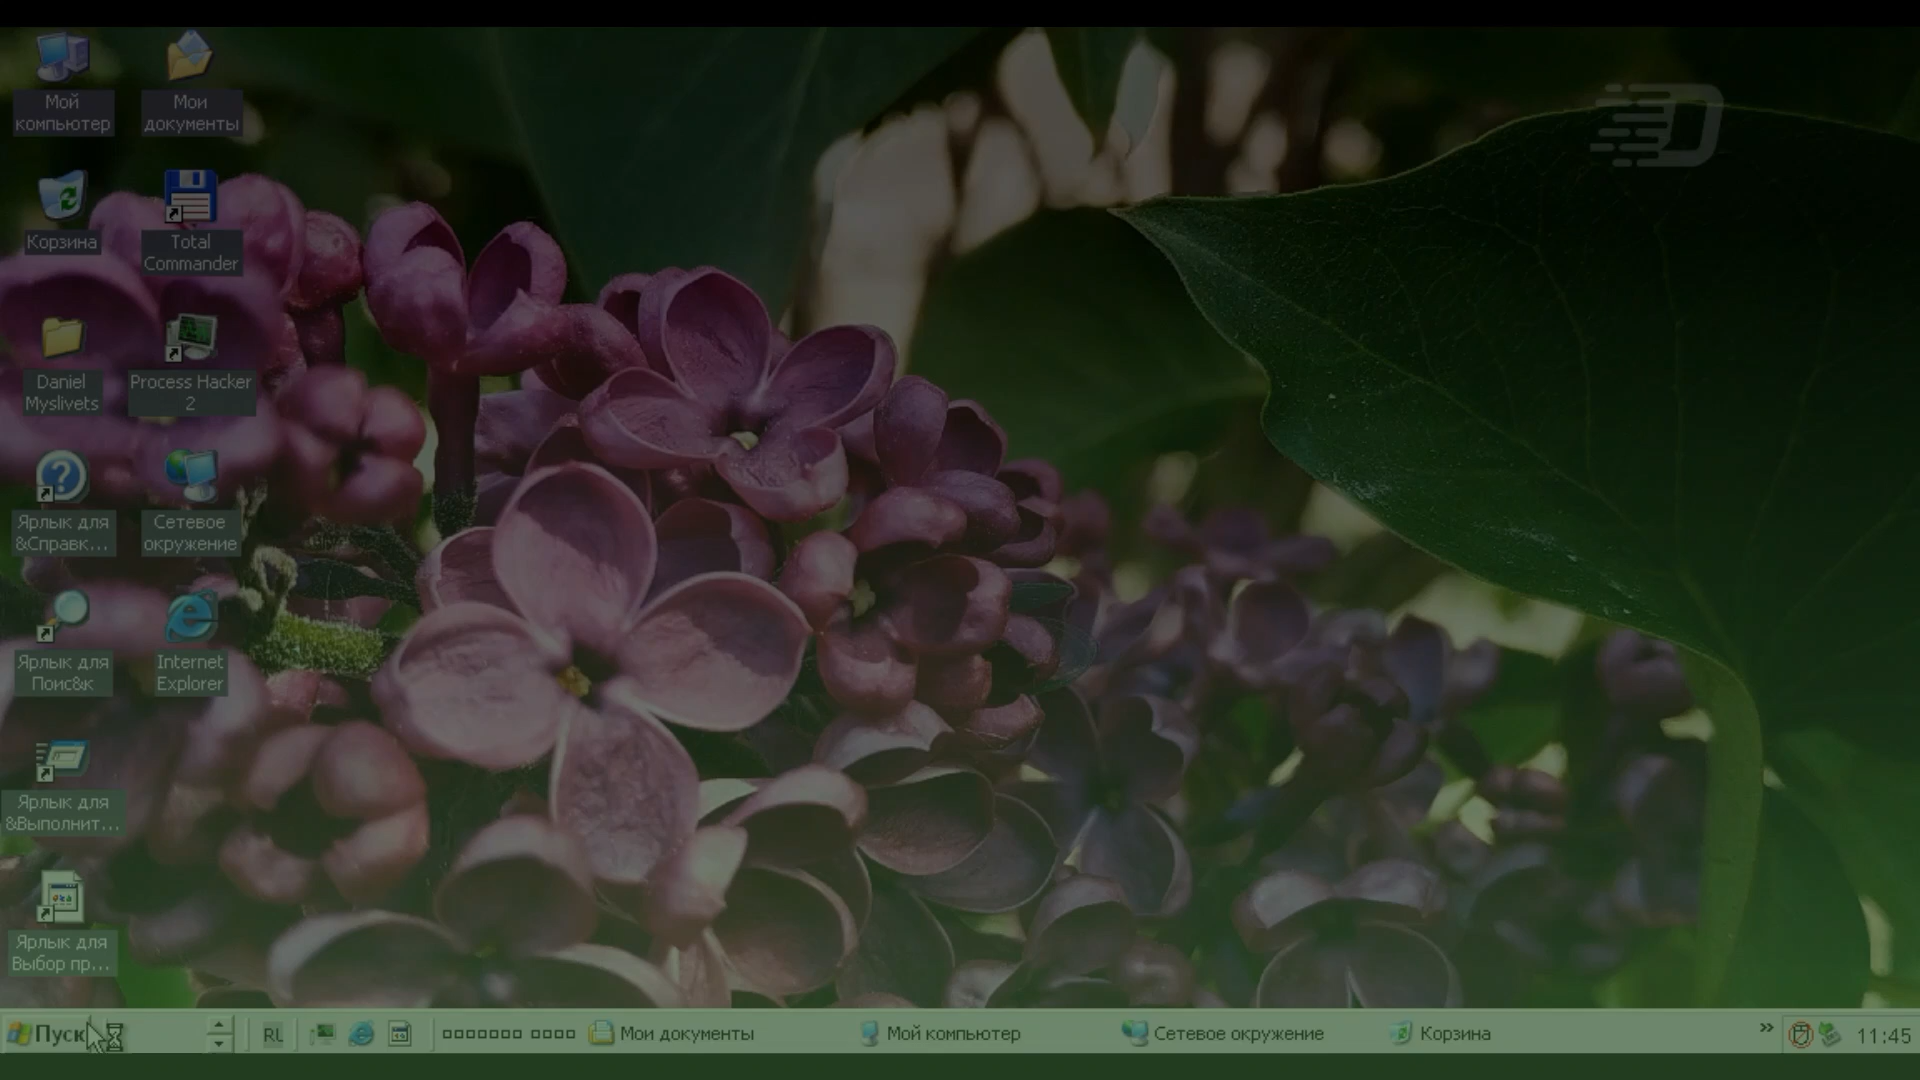 Мой
компьютер
Мои
документы
Корзина
Total
Commander
Daniel
Myslivets
Process Hacker
2
Ярлык для
&Справк...
Сетевое
окружение
Ярлык для
Поис&к
Internet
Explorer
Ярлык для
&Выполнит...
Ярлык для
Выбор пр...
Пуск
RL
□□□□□□□ □□□□
Мои документы
Мой компьютер
Сетевое окружение
Корзина
»
11:45